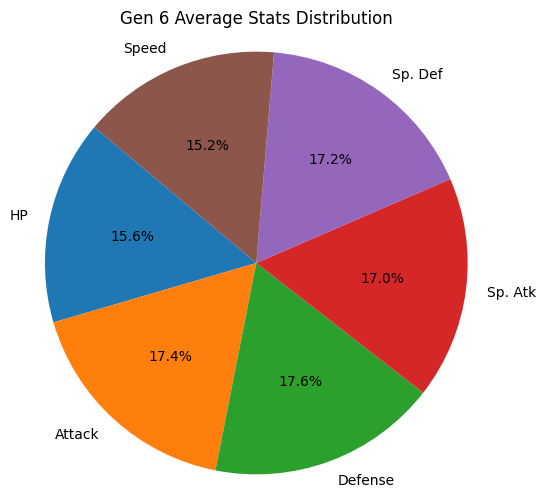 Gen 6 Average Stats Distribution
Speed
Sp. Def
15.2%
17.2%
HP
15.6%
17.0%
Sp. Atk
17.4%
17.6%
Attack
Defense